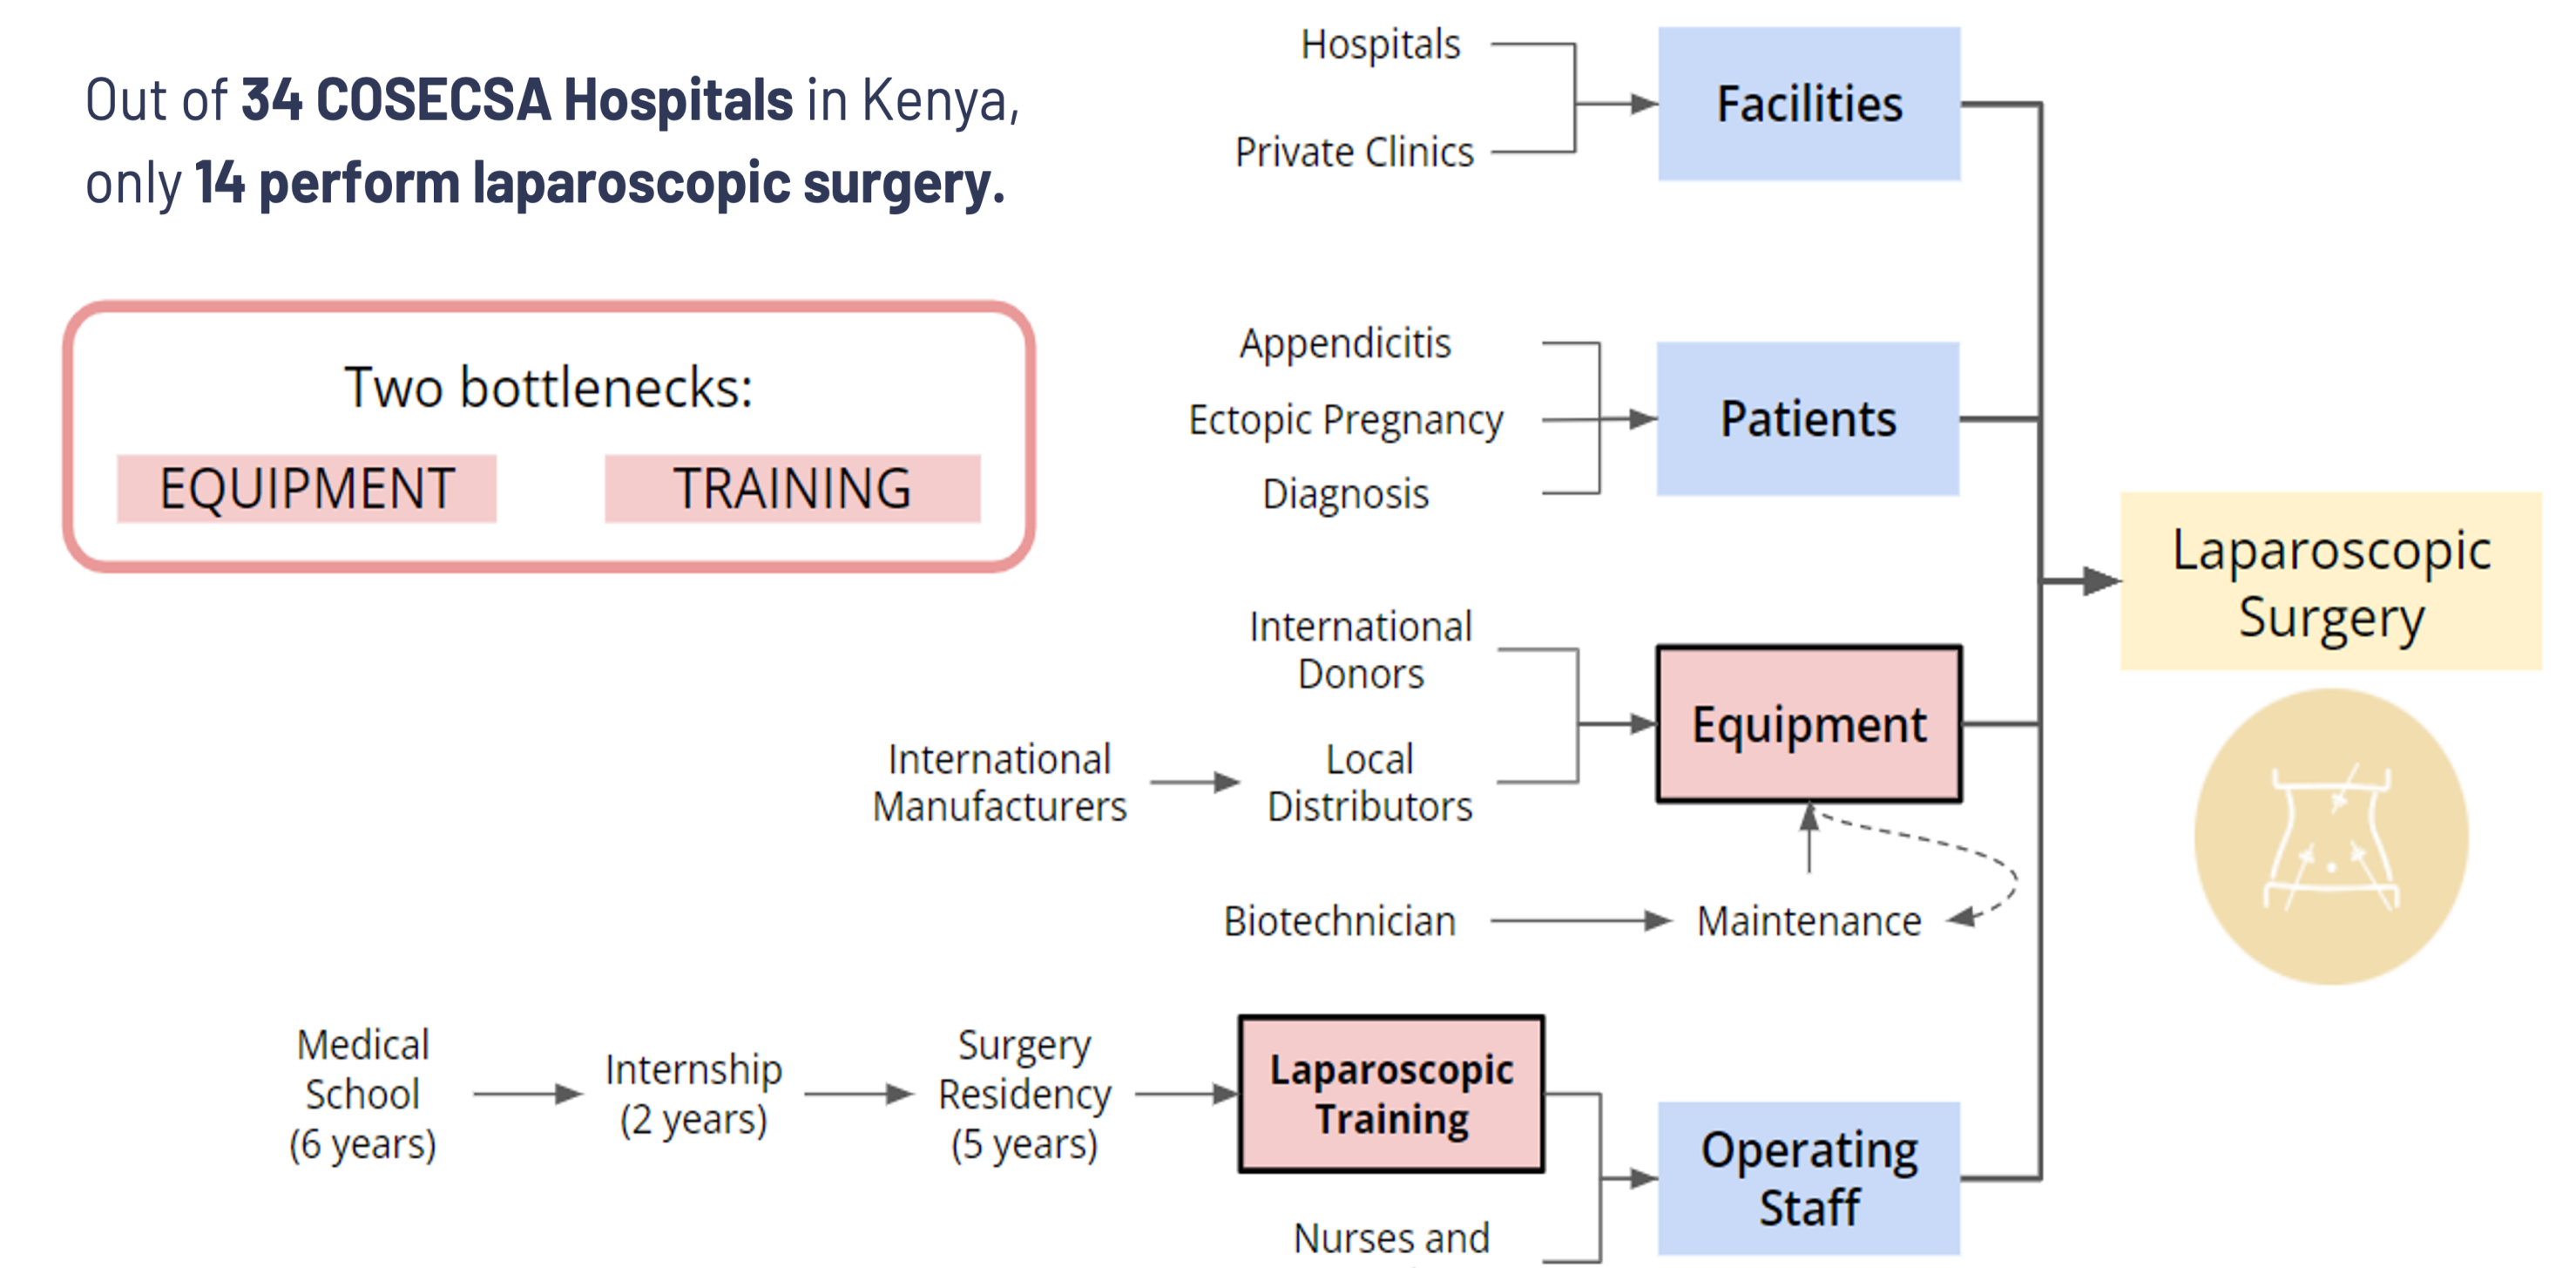 Out of 34 COSECSA Hospitals in Kenya,
only 14 perform laparoscopic surgery.
Two bottlenecks:
EQUIPMENT
TRAINING
Hospitals
Private Clinics
Facilities
Appendicitis
Ectopic Pregnancy
Diagnosis
Patients
International
Donors
International
Manufacturers
Local
Distributors
Equipment
Biotechnician
Maintenance
Medical
School
(6 years)
Internship
(2 years)
Surgery
Residency
(5 years)
Laparoscopic
Training
Nurses and
Operating
Staff
Laparoscopic
Surgery